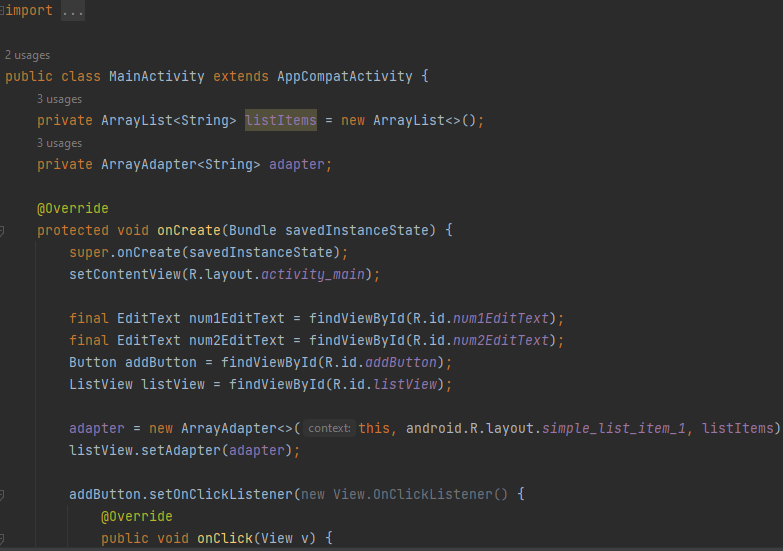 import ...
2 usages
public class MainActivity extends AppCompatActivity {
3 usages
private ArrayList<String> listItems = new ArrayList<>();
3 usages
private ArrayAdapter<String> adapter;
@Override
protected void onCreate(Bundle savedInstanceState) {
super.onCreate(savedInstanceState);
setContentView(R.layout.activity_main);
final EditText num1EditText = findViewById(R.id.num1EditText);
final EditText num2EditText = findViewById(R.id.num2EditText);
Button addButton = findViewById(R.id.addButton);
ListView listView = findViewById(R.id.listView);
adapter = new ArrayAdapter<>( context: this, android.R.layout.simple_list_item_1, listItems)
listView.setAdapter(adapter);
addButton.setOnClickListener(new View.OnClickListener() {
@Override
public void onClick(View v) {